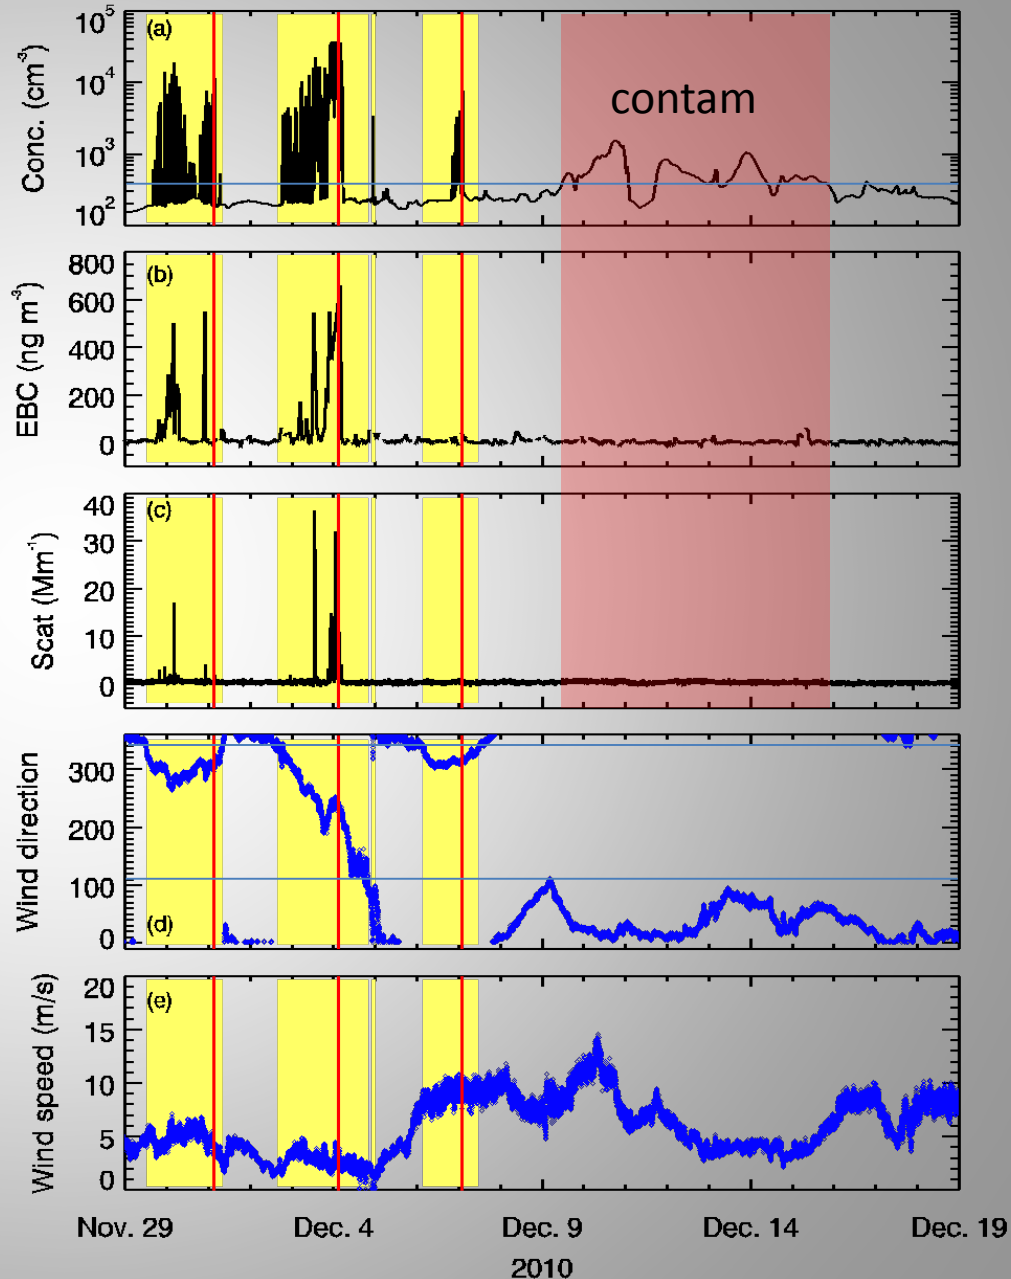 (a)
Conc. (cm⁻³)
10⁵
10⁴
10³
10²
contam
(b)
EBC (ng m⁻³)
800
600
400
200
0
(c)
Scat (Mm⁻¹)
40
30
20
10
0
Wind direction
300
200
100
0
(d)
(e)
Wind speed (m/s)
20
15
10
5
0
Nov. 29 Dec. 4 Dec. 9 Dec. 14 Dec. 19
2010